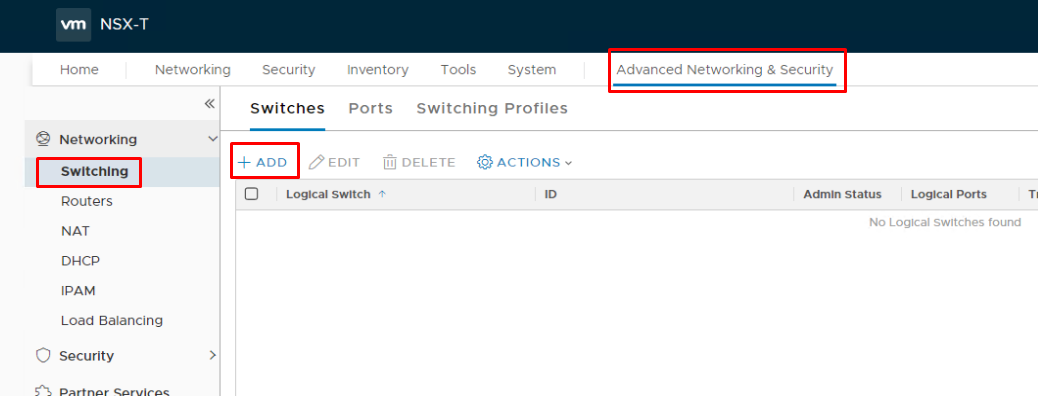 vm NSX-T
Home Networking Security Inventory Tools System Advanced Networking & Security
Switches Ports Switching Profiles
Networking
Switching
Routers
NAT
DHCP
IPAM
Load Balancing
Security
Partner Services
+ ADD EDIT DELETE ACTIONS
Logical Switch ID Admin Status Logical Ports
No Logical Switches found